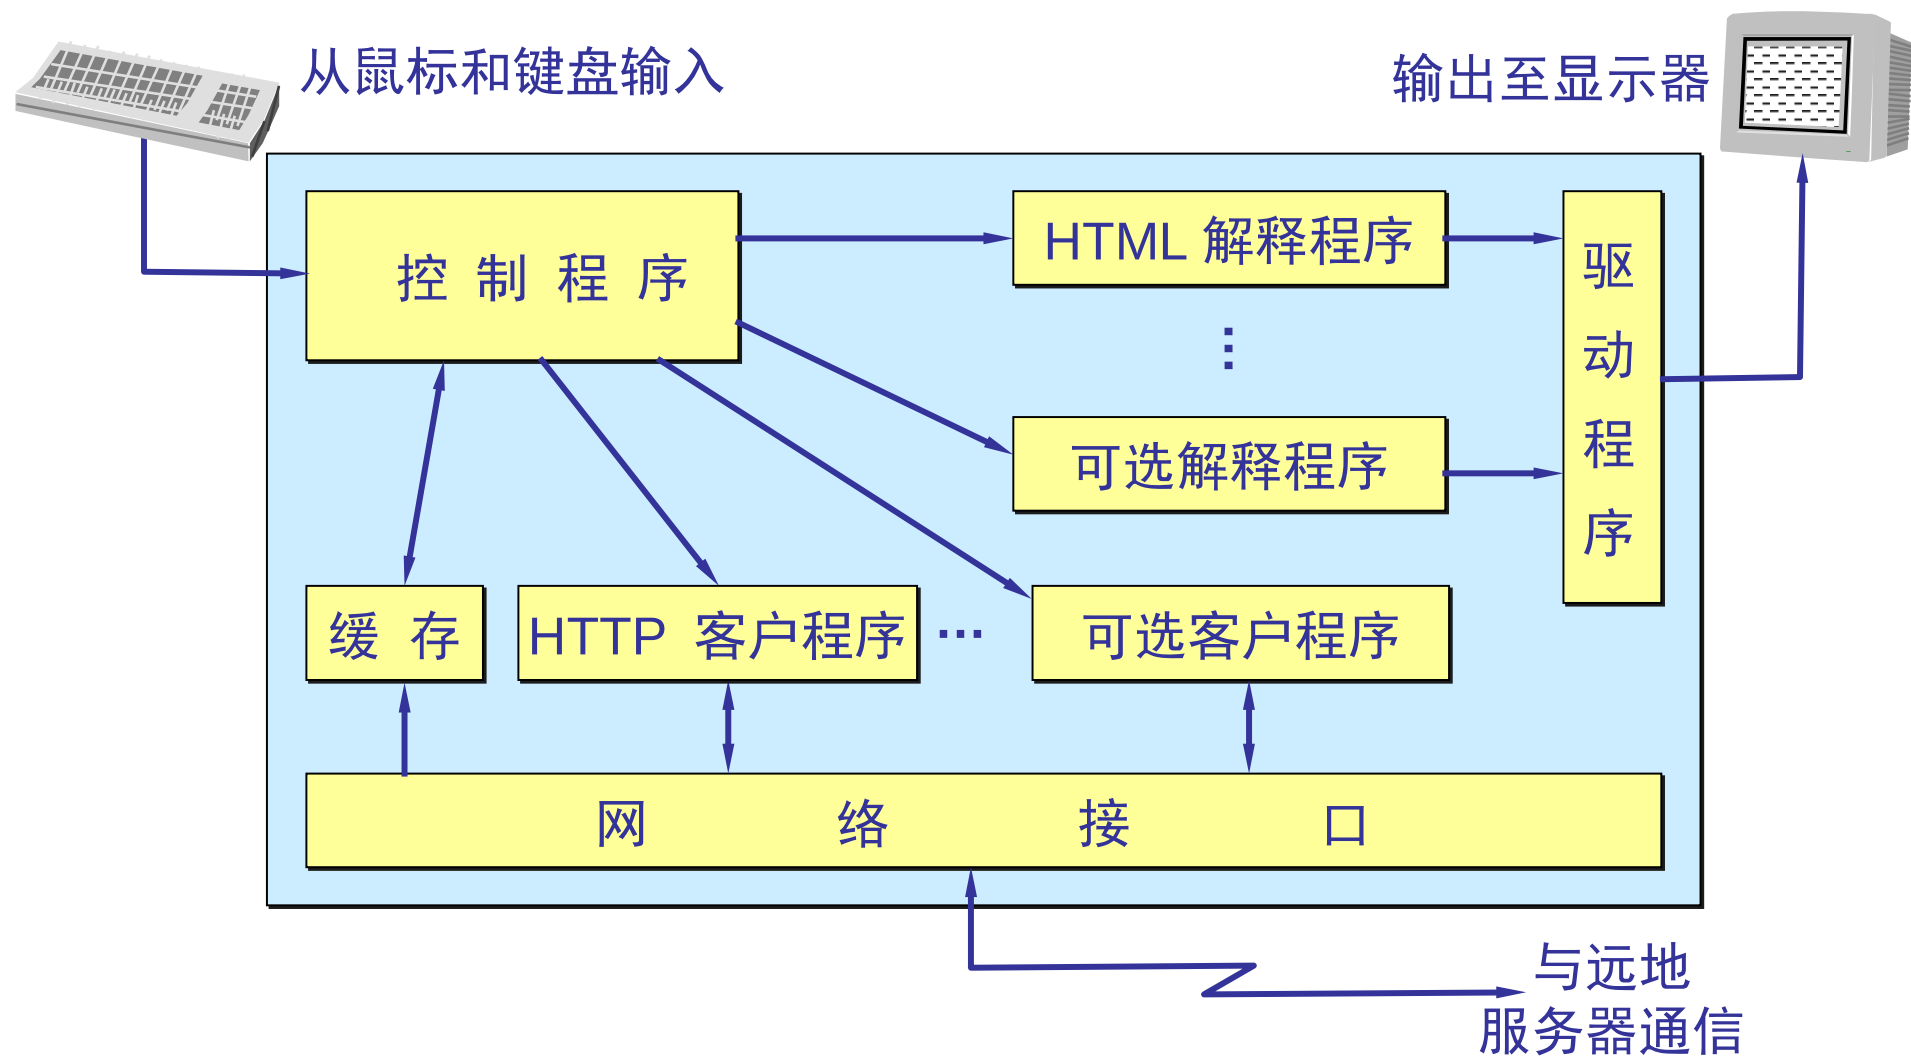 从鼠标和键盘输入
输出至显示器
控 制 程 序
HTML 解释程序
⋮
可选解释程序
驱
动
程
序
缓 存
HTTP 客户程序
…
可选客户程序
网 络 接 口
与远地
服务器通信